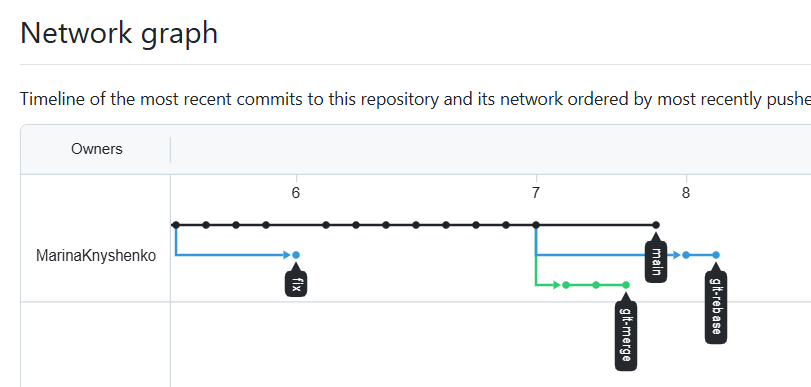 Network graph
Timeline of the most recent commits to this repository and its network ordered by most recently pushe
Owners
6 7 8
MarinaKnyshenko
fix
main
git-rebase
git-merge